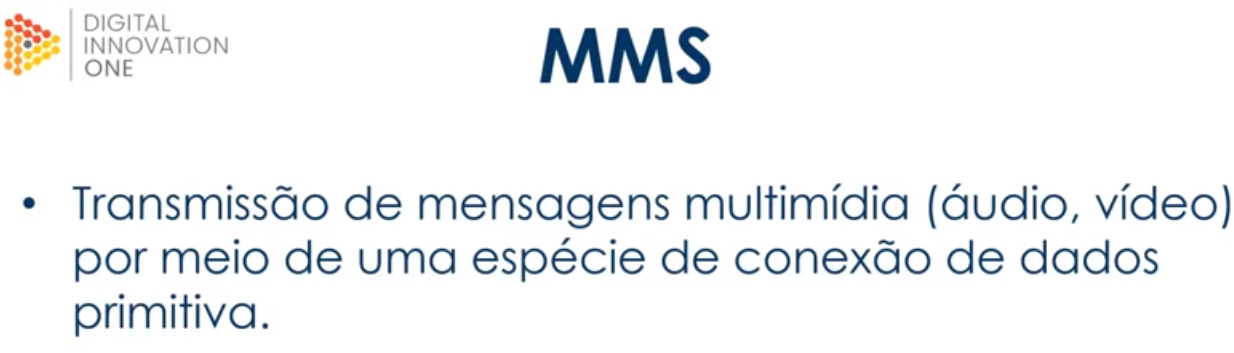 DIGITAL
INNOVATION
ONE
MMS
• Transmissão de mensagens multimídia (áudio, vídeo)
por meio de uma espécie de conexão de dados
primitiva.